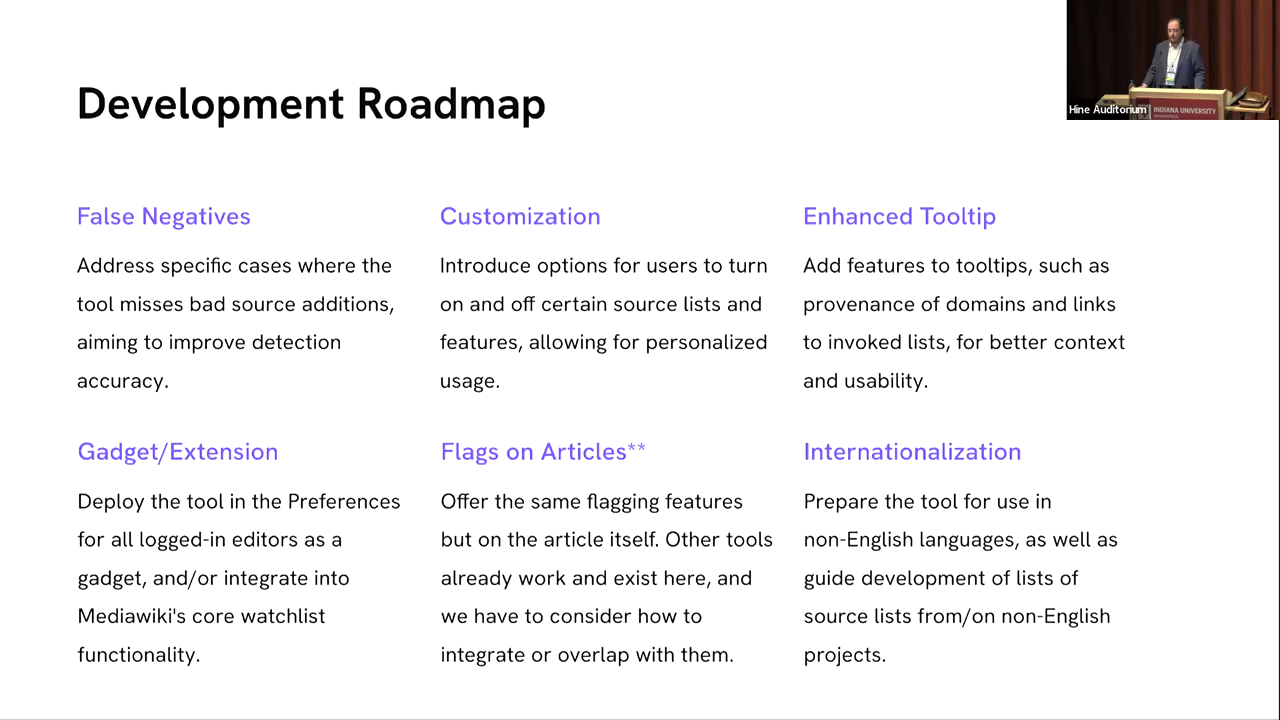 Development Roadmap
Hine Auditorium
INDIANA UNIVERSITY
False Negatives
Address specific cases where the
tool misses bad source additions,
aiming to improve detection
accuracy.
Customization
Introduce options for users to turn
on and off certain source lists and
features, allowing for personalized
usage.
Enhanced Tooltip
Add features to tooltips, such as
provenance of domains and links
to invoked lists, for better context
and usability.
Gadget/Extension
Deploy the tool in the Preferences
for all logged-in editors as a
gadget, and/or integrate into
Mediawiki's core watchlist
functionality.
Flags on Articles**
Offer the same flagging features
but on the article itself. Other tools
already work and exist here, and
we have to consider how to
integrate or overlap with them.
Internationalization
Prepare the tool for use in
non-English languages, as well as
guide development of lists of
source lists from/on non-English
projects.